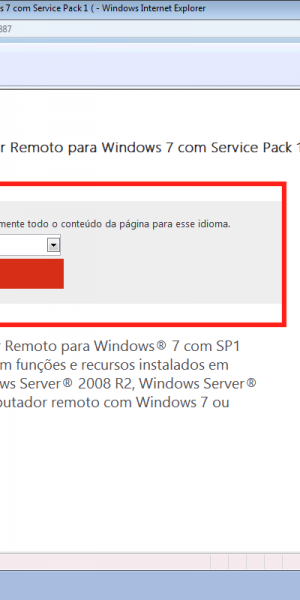 s 7 com Service Pack 1 ( - Windows Internet Explorer
887
r Remoto para Windows 7 com Service Pack 1
mente todo o conteúdo da página para esse idioma.
r Remoto para Windows® 7 com SP1
m funções e recursos instalados em
ws Server® 2008 R2, Windows Server®
putador remoto com Windows 7 ou